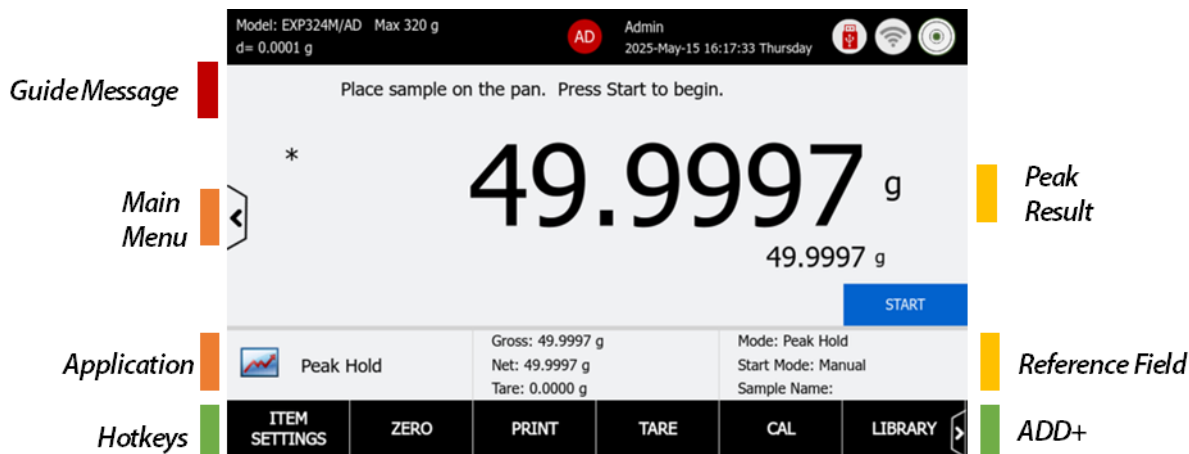 Model: EXP324M/AD Max 320 g
d= 0.0001 g
AD
Admin
2025-May-15 16:17:33 Thursday
Guide Message
Place sample on the pan. Press Start to begin.
*
49.9997 g
Main
Menu
Peak
Result
49.9997 g
START
Application
Peak Hold
Gross: 49.9997 g
Net: 49.9997 g
Tare: 0.0000 g
Mode: Peak Hold
Start Mode: Manual
Sample Name:
Reference Field
Hotkeys
ITEM
SETTINGS
ZERO
PRINT
TARE
CAL
LIBRARY
ADD+